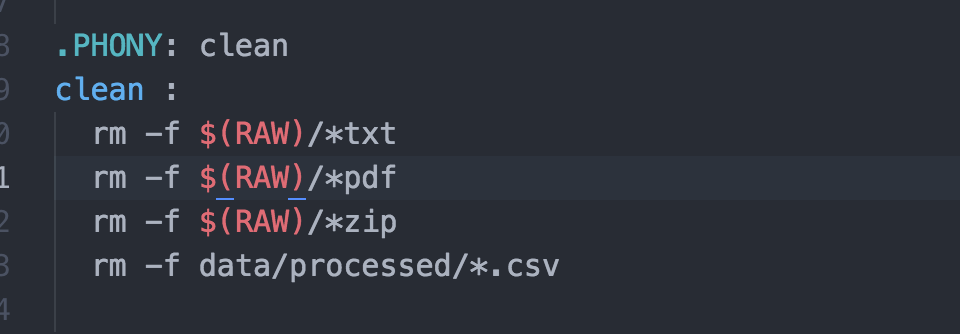 .PHONY: clean
clean :
rm -f $(RAW)/*txt
rm -f $(RAW)/*pdf
rm -f $(RAW)/*zip
rm -f data/processed/*.csv